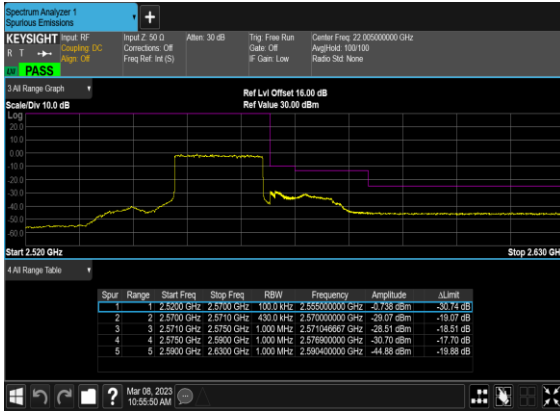 Spectrum Analyzer 1
Spurious Emissions
+
KEYSIGHT Input: RF Input Z: 50 Ω Atten: 30 dB Trig: Free Run Center Freq: 22.005000000 GHz
R T Coupling: DC Corrections: Off Gate: Off Avg|Hold: 100/100
Align: Off Freq Ref: Int (S) IF Gain: Low Radio Std: None
PASS
3 All Range Graph Ref Lvl Offset 16.00 dB
Scale/Div 10.0 dB Ref Value 30.00 dBm
Log
20.0
10.0
0.00
-10.0
-20.0
-30.0
-40.0
-50.0
-60.0
Start 2.520 GHz Stop 2.630 GH
4 All Range Table
Spur Range Start Freq Stop Freq RBW Frequency Amplitude ΔLimit
1 1 2.5200 GHz 2.5700 GHz 100.0 kHz 2.555000000 GHz -0.738 dBm -30.74 dB
2 2 2.5700 GHz 2.5710 GHz 430.0 kHz 2.570000000 GHz -29.07 dBm -19.07 dB
3 3 2.5710 GHz 2.5750 GHz 1.000 MHz 2.571046667 GHz -28.51 dBm -18.51 dB
4 4 2.5750 GHz 2.5900 GHz 1.000 MHz 2.576900000 GHz -30.70 dBm -17.70 dB
5 5 2.5900 GHz 2.6300 GHz 1.000 MHz 2.590400000 GHz -44.88 dBm -19.88 dB
? Mar 08, 2023
10:55:50 AM